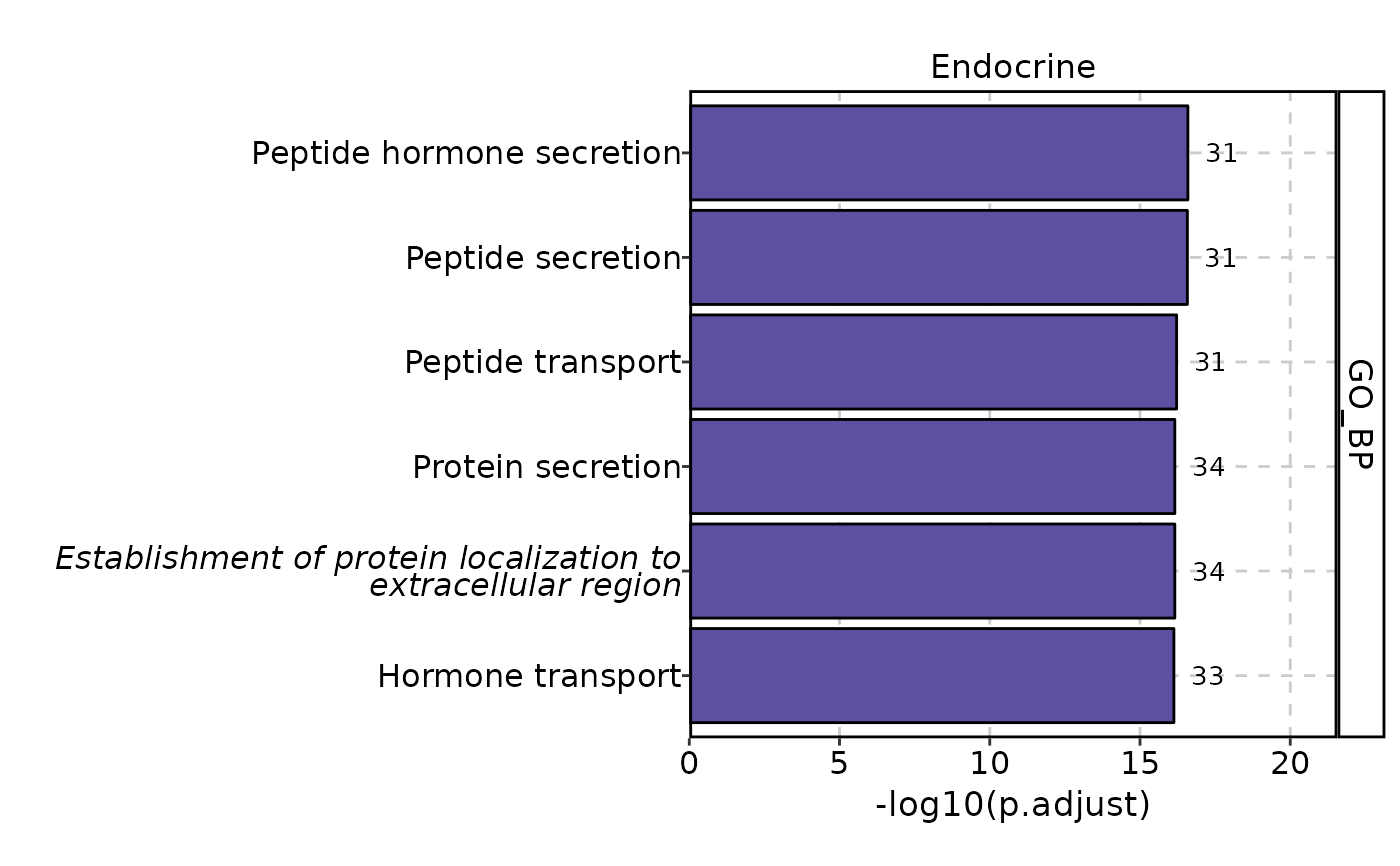 Endocrine
Peptide hormone secretion
31
Peptide secretion
31
Peptide transport
31
Protein secretion
34
Establishment of protein localization to
extracellular region
34
Hormone transport
33
GO_BP
0 5 10 15 20
-log10(p.adjust)